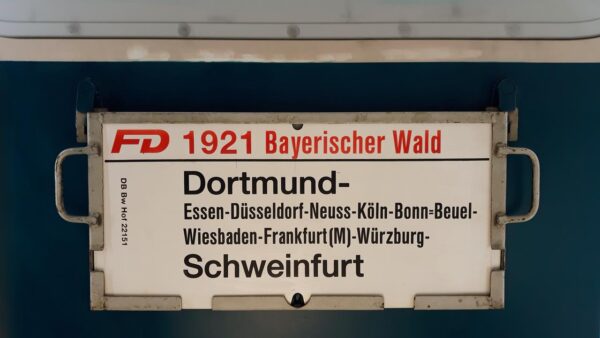 FD 1921 Bayerischer Wald
Dortmund-
Essen-Düsseldorf-Neuss-Köln-Bonn=Beuel-
Wiesbaden-Frankfurt(M)-Würzburg-
Schweinfurt
DB Bw Hof 22151